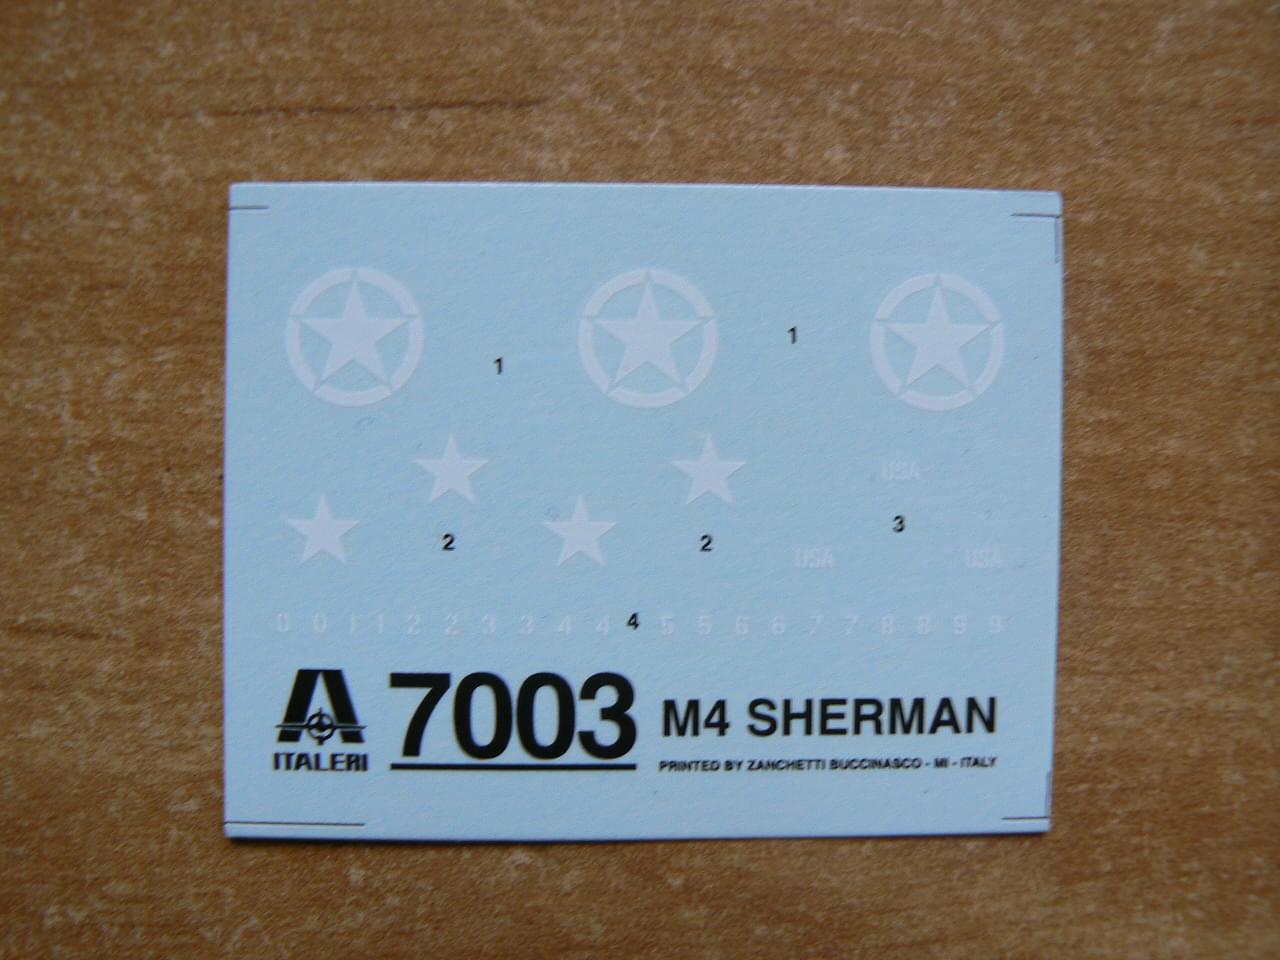 1
1
USA
2
2
3
USA
USA
0 0 1 1 2 2 3 3 4 4 4 5 5 6 6 7 7 8 8 9 9
7003
M4 SHERMAN
ITALERI
PRINTED BY ZANCHETTI BUCCINASCO - MI - ITALY